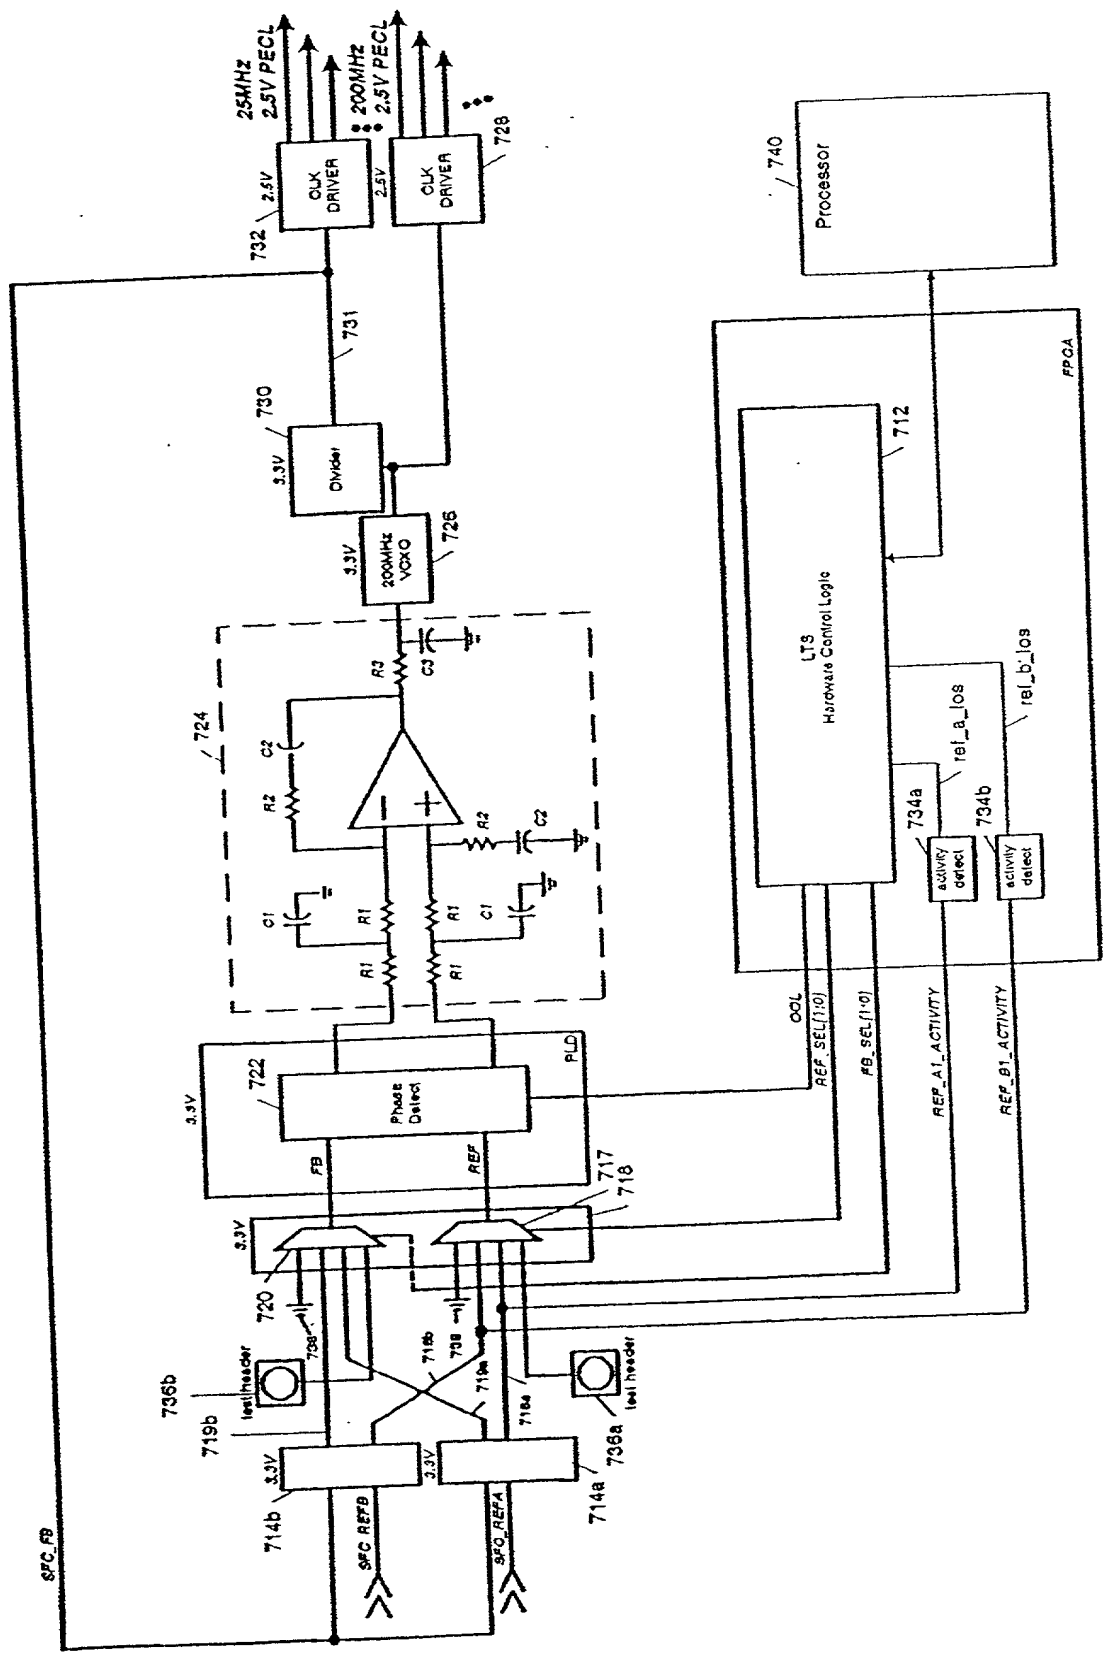 SFC_FB
25MHz
2.5V PECL
200MHz
2.5V PECL
732
2.5V
CLK
DRIVER
2.5V
CLK
DRIVER
728
731
730
3.3V
Divider
3.3V
200MHz
VCXO
726
724
C2
R2
R3
C3
R2
C2
C1
R1
R1
R1
R1
C1
3.3V
722
Phase
Detect
PLD
FB
REF
3.3V
720
717
718
738
738
736b
test header
719b
718b
719a
718a
test header
736a
3.3V
714b
3.3V
714a
SFC_REFB
SFC_REFA
740
Processor
FPGA
LTS
Hardware Control Logic
712
ref_a_los
ref_b_los
734a
activity
detect
734b
activity
detect
OOL
REF_SEL[1:0]
FB_SEL[1:0]
REF_A1_ACTIVITY
REF_B1_ACTIVITY